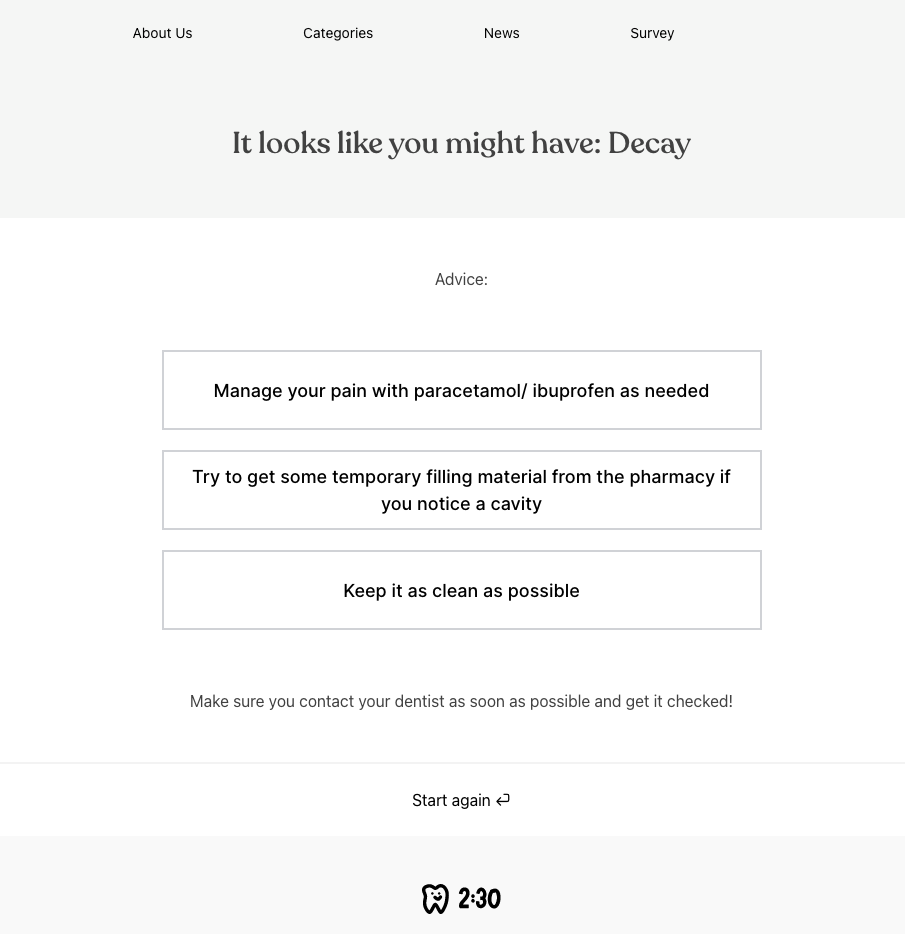 About Us Categories News Survey
It looks like you might have: Decay
Advice:
Manage your pain with paracetamol/ ibuprofen as needed
Try to get some temporary filling material from the pharmacy if
you notice a cavity
Keep it as clean as possible
Make sure you contact your dentist as soon as possible and get it checked!
Start again ⏎
2:30